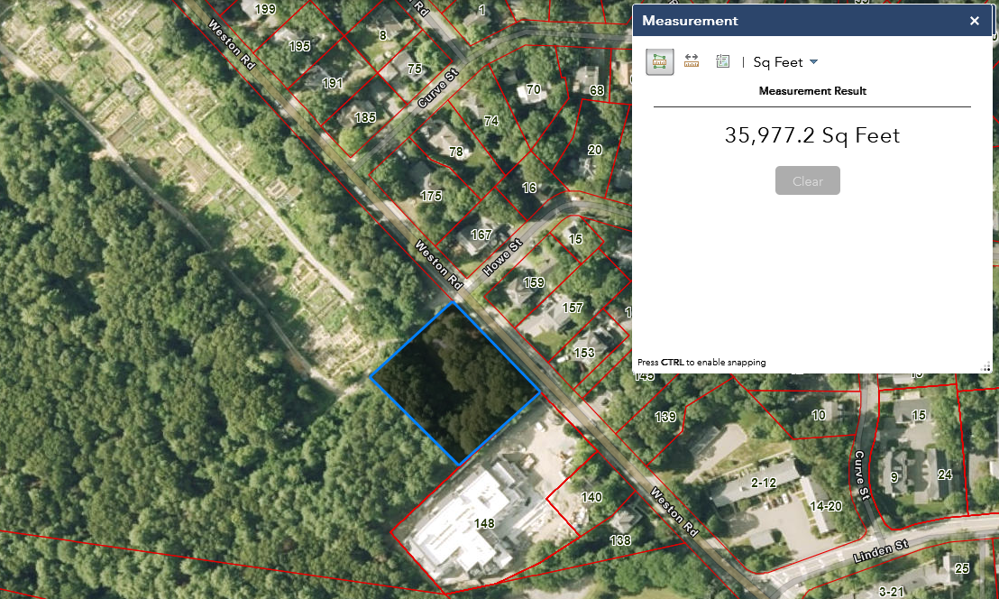 Measurement
Sq Feet
Measurement Result
35,977.2 Sq Feet
Clear
Press CTRL to enable snapping
199
Weston Rd
195
191
185
8
1
75
Curve St
70
68
74
78
20
175
16
167
Howe St
15
Weston Rd
159
157
153
145
139
10
15
9
24
Curve St
2-12
14-20
148
140
138
Weston Rd
Linden St
25
3-21